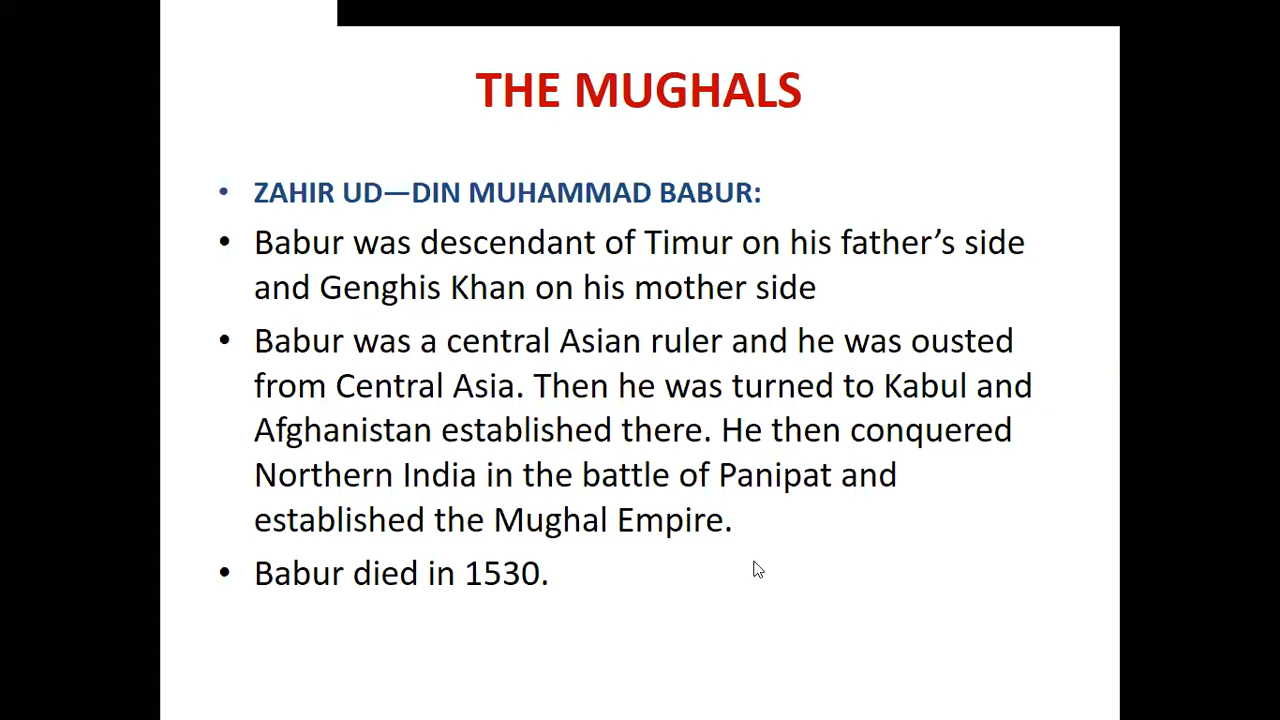 THE MUGHALS
• ZAHIR UD—DIN MUHAMMAD BABUR:
• Babur was descendant of Timur on his father’s side
and Genghis Khan on his mother side
• Babur was a central Asian ruler and he was ousted
from Central Asia. Then he was turned to Kabul and
Afghanistan established there. He then conquered
Northern India in the battle of Panipat and
established the Mughal Empire.
• Babur died in 1530.